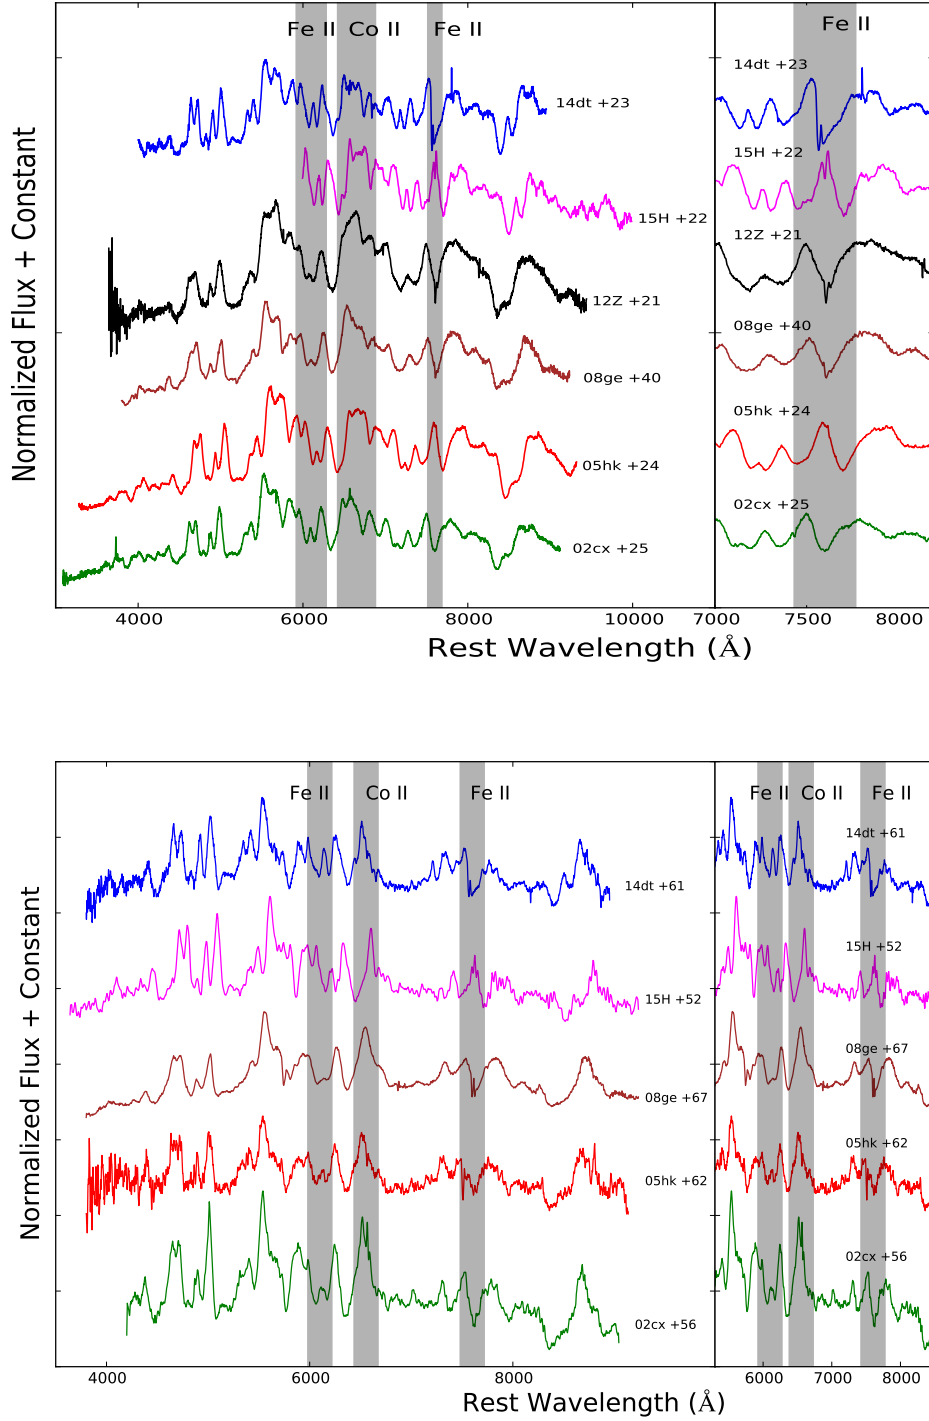 Fe II Co II Fe II
Fe II
14dt +23
15H +22
12Z +21
08ge +40
05hk +24
02cx +25
14dt +23
15H +22
12Z +21
08ge +40
05hk +24
02cx +25
Normalized Flux + Constant
4000 6000 8000 10000
7000 7500 8000
Rest Wavelength (Å)
Fe II Co II Fe II
Fe II Co II Fe II
14dt +61
15H +52
08ge +67
05hk +62
02cx +56
14dt +61
15H +52
08ge +67
05hk +62
02cx +56
Normalized Flux + Constant
4000 6000 8000
6000 7000 8000
Rest Wavelength (Å)